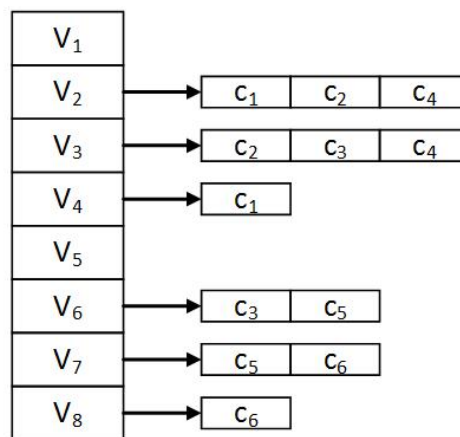 V₁
V₂ c₁ c₂ c₄
V₃ c₂ c₃ c₄
V₄ c₁
V₅
V₆ c₃ c₅
V₇ c₅ c₆
V₈ c₆